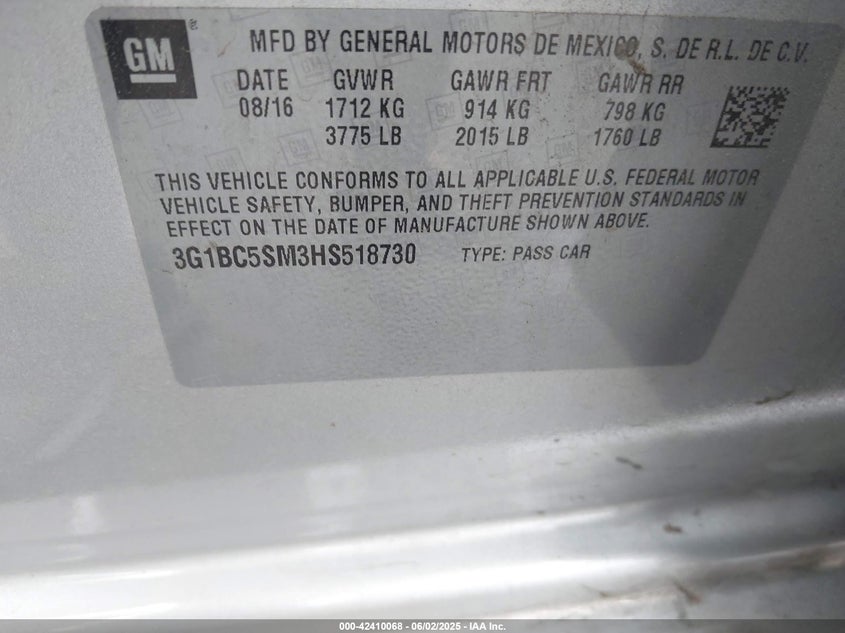 GM
MFD BY GENERAL MOTORS DE MEXICO, S. DE R.L. DE C.V.
DATE GVWR GAWR FRT GAWR RR
08/16 1712 KG 914 KG 798 KG
3775 LB 2015 LB 1760 LB
THIS VEHICLE CONFORMS TO ALL APPLICABLE U.S. FEDERAL MOTOR
VEHICLE SAFETY, BUMPER, AND THEFT PREVENTION STANDARDS IN
EFFECT ON THE DATE OF MANUFACTURE SHOWN ABOVE.
3G1BC5SM3HS518730 TYPE: PASS CAR
000-42410068 - 06/02/2025 - IAA Inc.